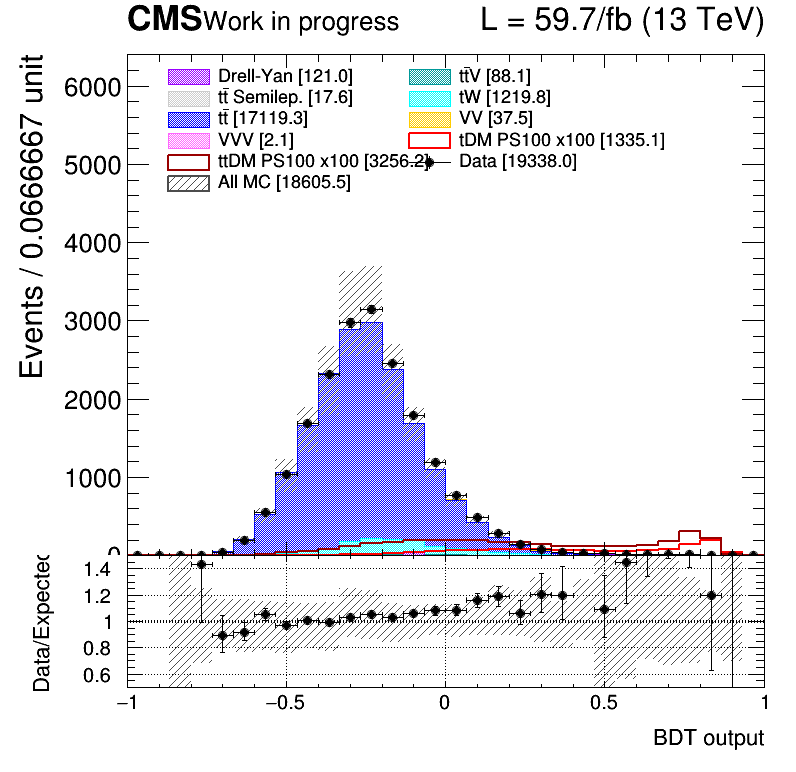 CMS Work in progress L = 59.7/fb (13 TeV)
Events / 0.0666667 unit
Drell-Yan [121.0] tt̄V [88.1]
tt̄ Semilep. [17.6] tW [1219.8]
tt̄ [17119.3] VV [37.5]
VVV [2.1] tDM PS100 x100 [1335.1]
ttDM PS100 x100 [3256.2] Data [19338.0]
All MC [18605.5]
6000
5000
4000
3000
2000
1000
0
Data/Expected
1.4
1.2
1
0.8
0.6
−1 −0.5 0 0.5 1
BDT output